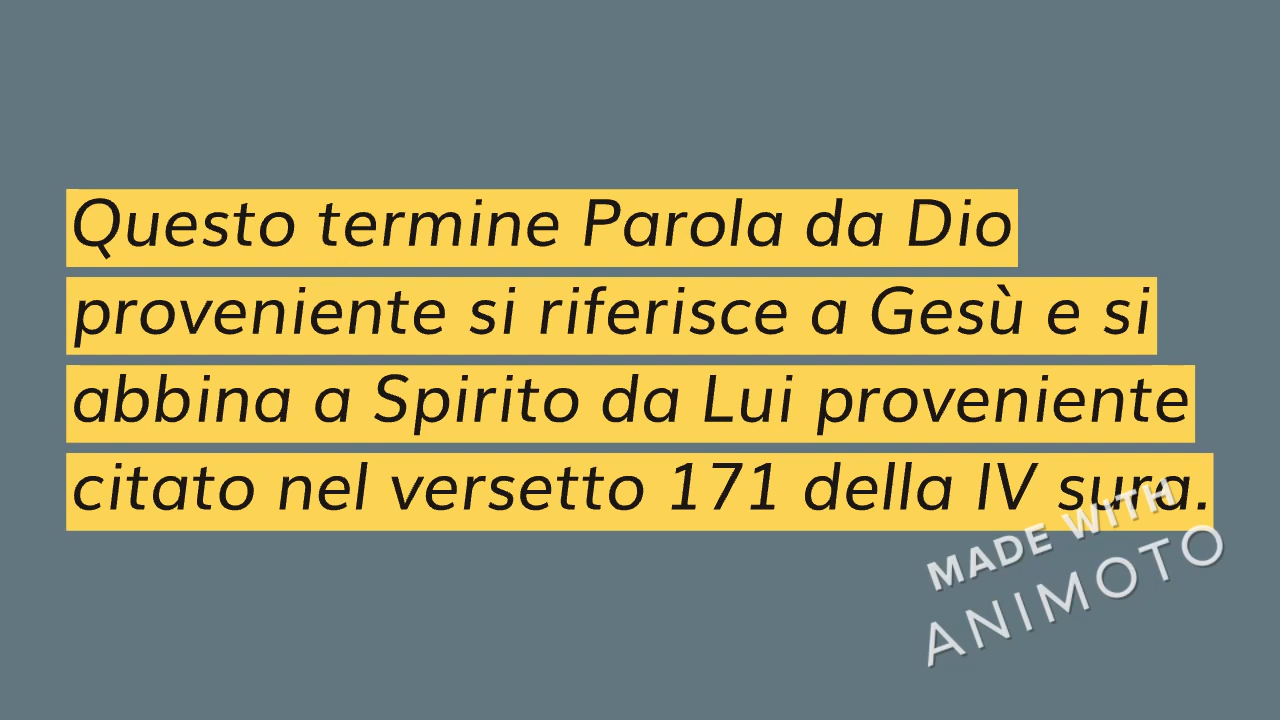 Questo termine Parola da Dio
proveniente si riferisce a Gesù e si
abbina a Spirito da Lui proveniente
citato nel versetto 171 della IV sura.
MADE WITH
ANIMOTO